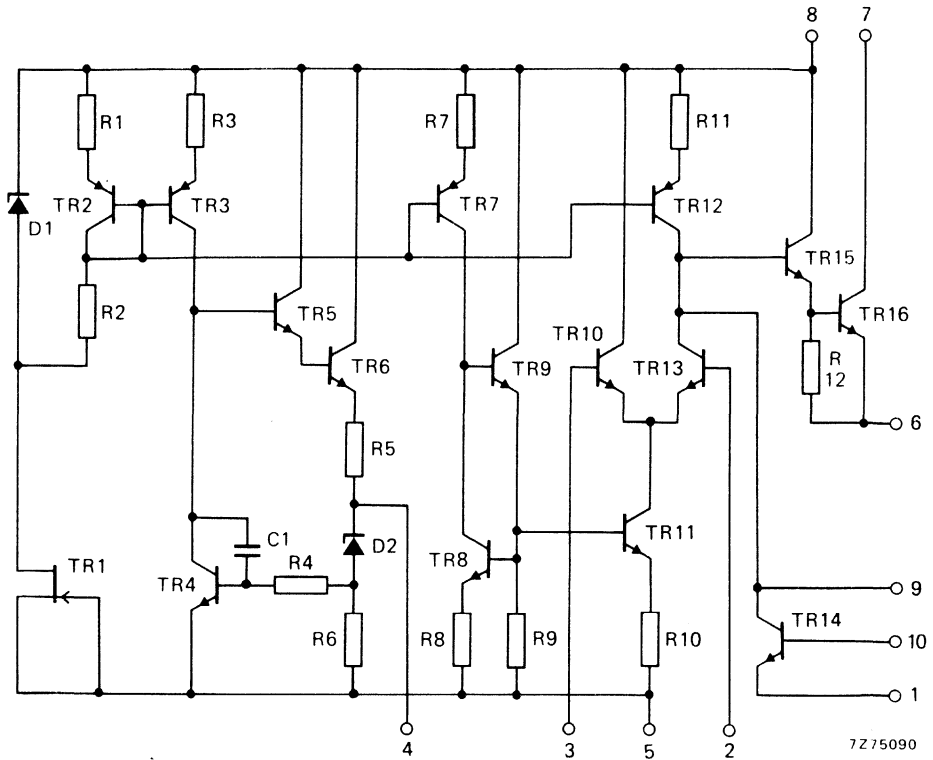 8 7
R1 R3 R7 R11
TR2 TR3 TR7 TR12
D1
TR15
R2 TR5 TR10 TR16
TR6 TR9 TR13 R
12
6
R5
C1 D2 TR11
TR1 TR4 R4 TR8
9
R6 R8 R9 R10 TR14
10
1
4 3 5 2
7Z75090